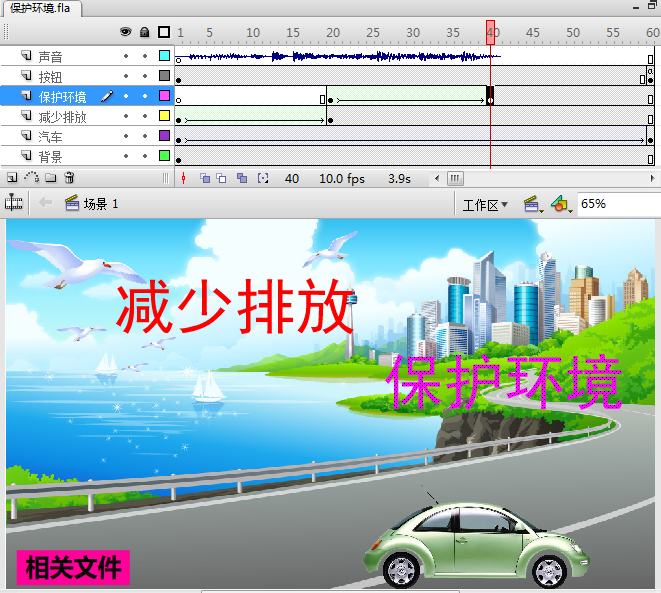 保护环境.fla
1 5 10 15 20 25 30 35 40 45 50 55 60
声音
按钮
保护环境
减少排放
汽车
背景
40 10.0 fps 3.9s
场景 1 工作区 65%
减少排放
保护环境
相关文件